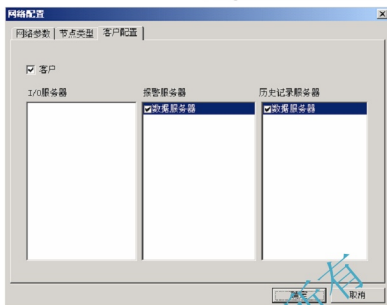 网络配置
网络参数 节点类型 客户配置
客户
I/O服务器 报警服务器 历史记录服务器
数据服务器 数据服务器
确定 取消
有